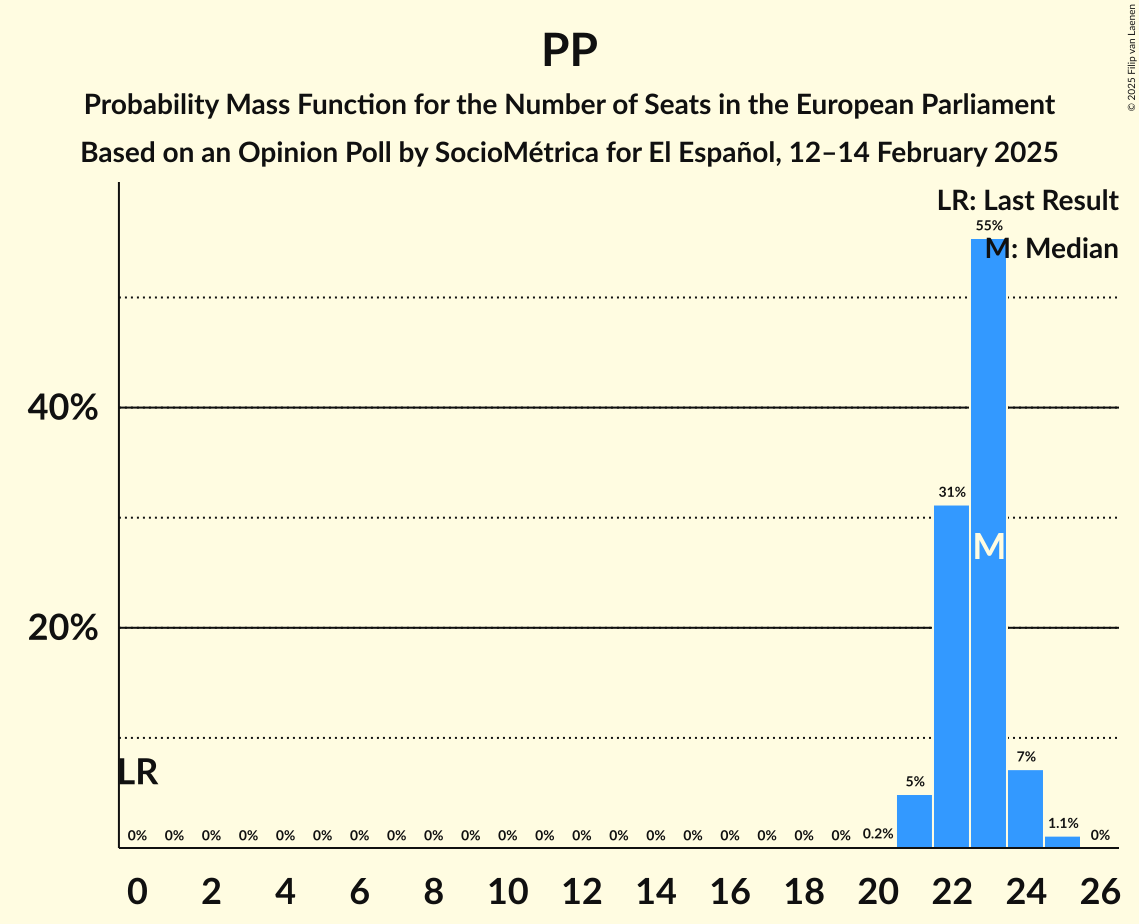 PP
Probability Mass Function for the Number of Seats in the European Parliament
Based on an Opinion Poll by SocioMétrica for El Español, 12–14 February 2025
© 2025 Filip van Laenen
LR: Last Result
55%
M: Median
40%
31%
M
20%
LR
7%
5%
0% 0% 0% 0% 0% 0% 0% 0% 0% 0% 0% 0% 0% 0% 0% 0% 0% 0% 0% 0% 0.2% 1.1% 0%
0 2 4 6 8 10 12 14 16 18 20 22 24 26